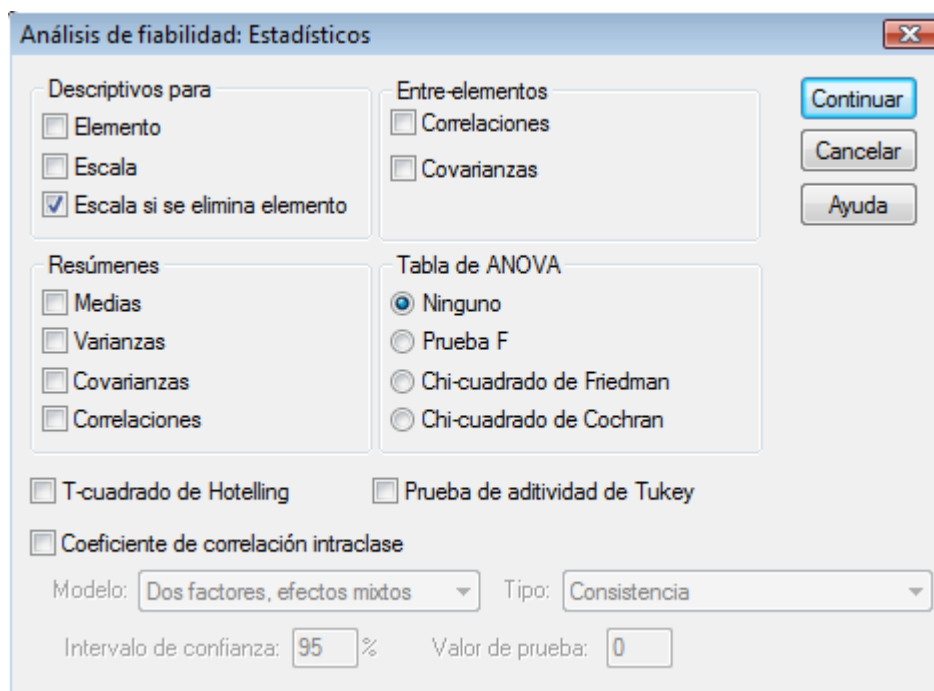 Análisis de fiabilidad: Estadísticos
Descriptivos para
Elemento
Escala
Escala si se elimina elemento
Entre-elementos
Correlaciones
Covarianzas
Continuar
Cancelar
Ayuda
Resúmenes
Medias
Varianzas
Covarianzas
Correlaciones
Tabla de ANOVA
Ninguno
Prueba F
Chi-cuadrado de Friedman
Chi-cuadrado de Cochran
T-cuadrado de Hotelling
Prueba de aditividad de Tukey
Coeficiente de correlación intraclase
Modelo: Dos factores, efectos mixtos Tipo: Consistencia
Intervalo de confianza: 95 % Valor de prueba: 0